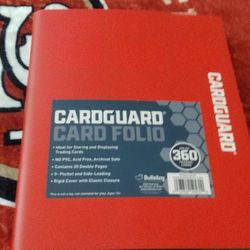 CARDGUARD
CARD FOLIO
• Ideal for Storing and Displaying
Trading Cards
• NO PVC, Acid Free, Archival Safe
• Contains 20 Double Pages
• 9- Pocket and Side-Loading
• Rigid Cover with Elastic Closure
360
CARDGUARD